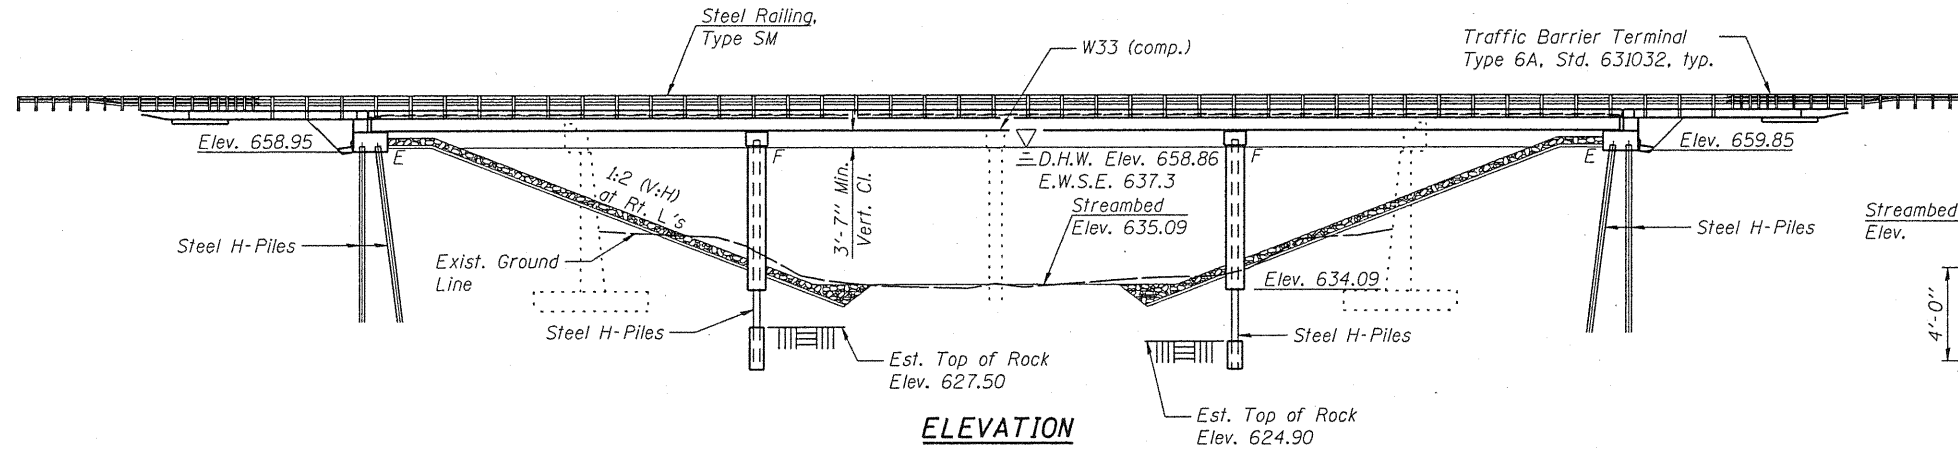 Steel Railing,
Type SM
W33 (comp.)
Traffic Barrier Terminal
Type 6A, Std. 631032, typ.
Elev. 658.95
E
F
D.H.W. Elev. 658.86
E.W.S.E. 637.3
F
E
Elev. 659.85
1:2 (V:H)
at Rt. L's
3'-7" Min.
Vert. Cl.
Streambed
Elev. 635.09
Streambed
Elev.
Steel H-Piles
Steel H-Piles
Exist. Ground
Line
Elev. 634.09
Steel H-Piles
Steel H-Piles
4'-0"
Est. Top of Rock
Elev. 627.50
Est. Top of Rock
Elev. 624.90
ELEVATION